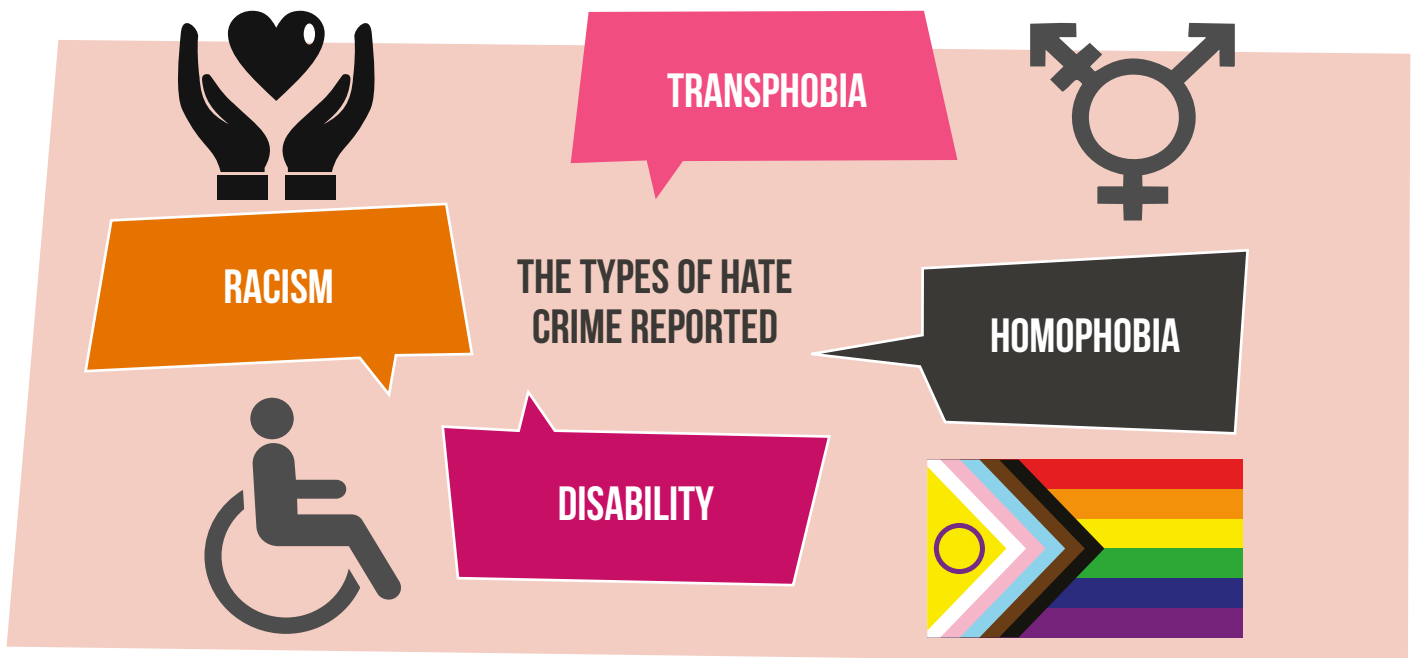 TRANSPHOBIA
RACISM
THE TYPES OF HATE
CRIME REPORTED
HOMOPHOBIA
DISABILITY